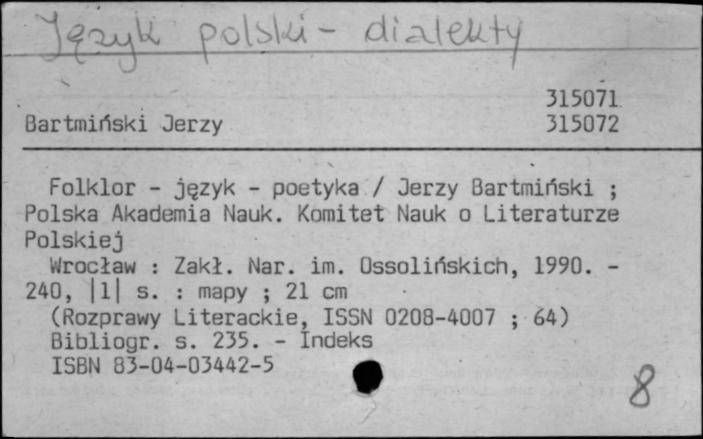 Język polski - dialekty
315071
Bartmiński Jerzy 315072
Folklor - język - poetyka / Jerzy Bartmiński ;
Polska Akademia Nauk. Komitet Nauk o Literaturze
Polskiej
Wrocław : Zakł. Nar. im. Ossolińskich, 1990. -
240, |1| s. : mapy ; 21 cm
(Rozprawy Literackie, ISSN 0208-4007 ; 64)
Bibliogr. s. 235. - Indeks
ISBN 83-04-03442-5
8